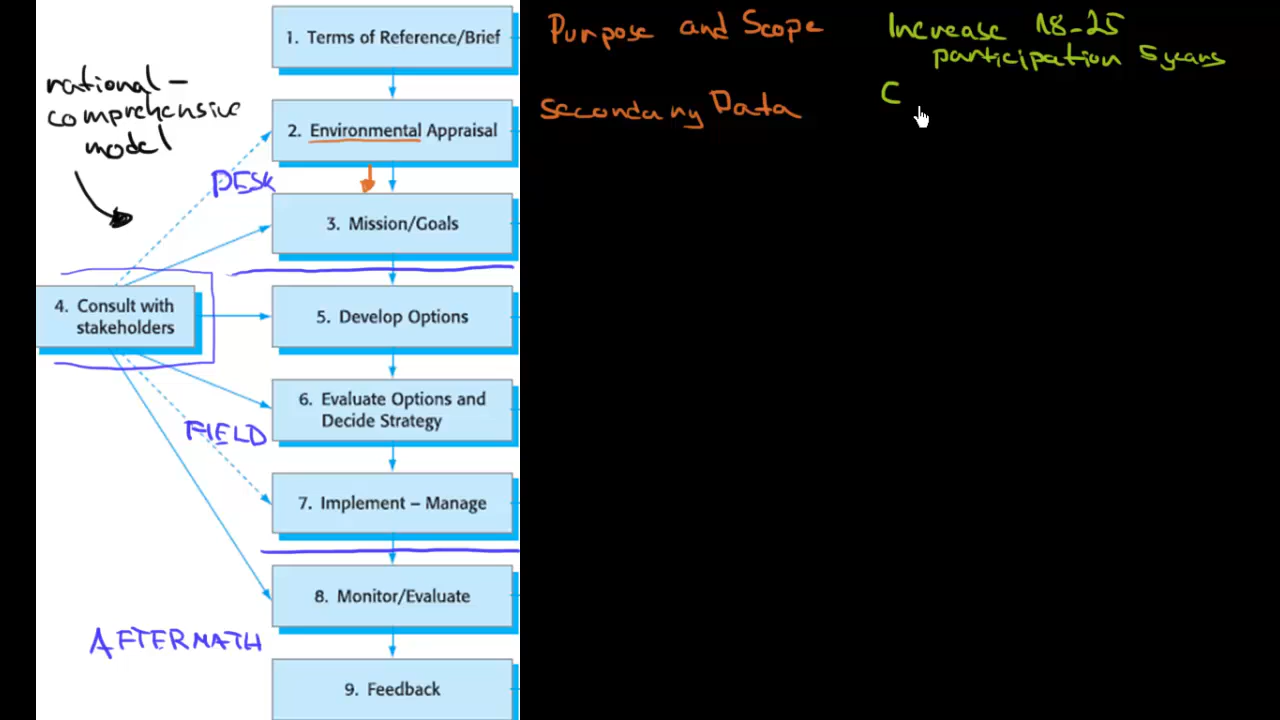 1. Terms of Reference/Brief
Purpose and Scope
Increase 18-25
participation 5 years
rational-
comprehensive
model
2. Environmental Appraisal
secondary Data
C
DESK
3. Mission/Goals
4. Consult with
stakeholders
5. Develop Options
6. Evaluate Options and
Decide Strategy
FIELD
7. Implement – Manage
8. Monitor/Evaluate
AFTERMATH
9. Feedback